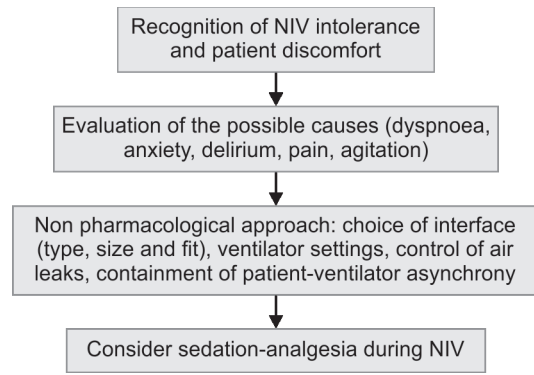 Recognition of NIV intolerance
and patient discomfort
Evaluation of the possible causes (dyspnoea,
anxiety, delirium, pain, agitation)
Non pharmacological approach: choice of interface
(type, size and fit), ventilator settings, control of air
leaks, containment of patient-ventilator asynchrony
Consider sedation-analgesia during NIV